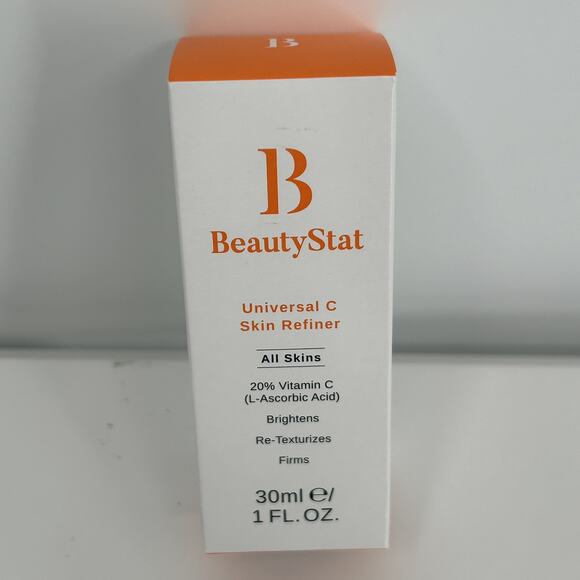 B
B
BeautyStat
Universal C
Skin Refiner
All Skins
20% Vitamin C
(L-Ascorbic Acid)
Brightens
Re-Texturizes
Firms
30ml ℮/
1 FL.OZ.